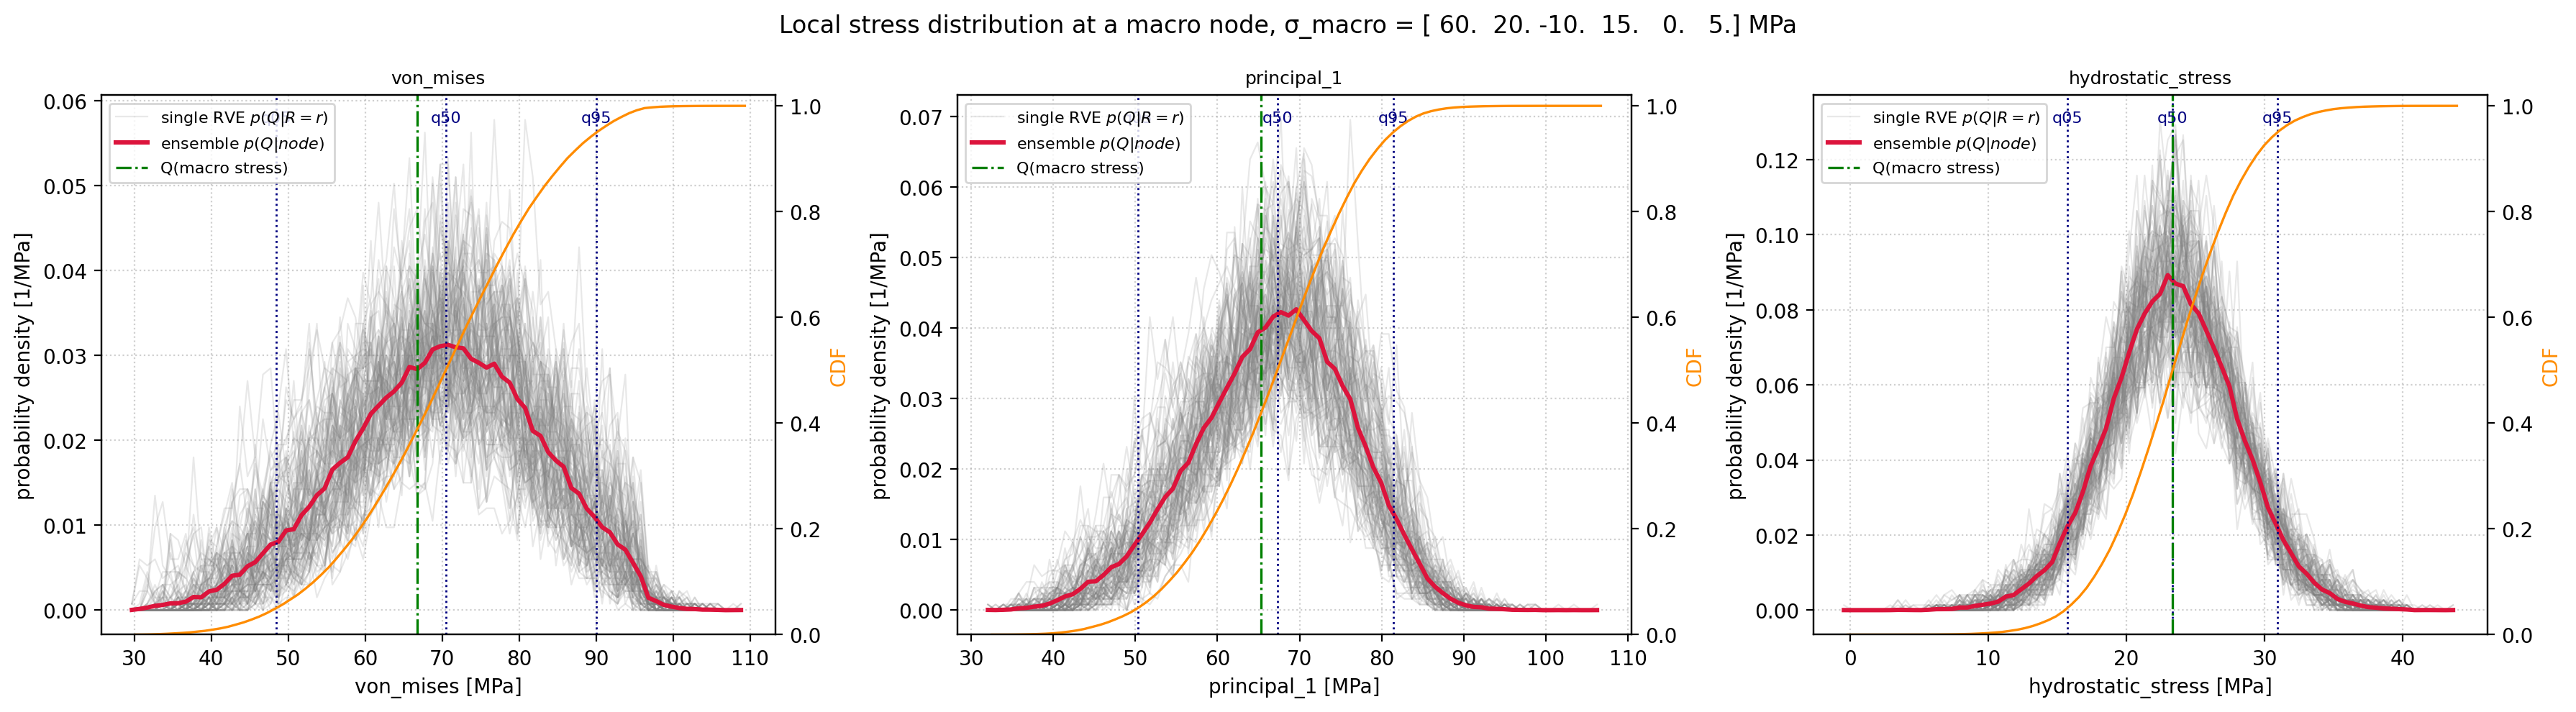 Local stress distribution at a macro node, σ_macro = [ 60.  20. -10.  15.   0.   5.] MPa
von_mises
probability density [1/MPa]
0.06
0.05
0.04
0.03
0.02
0.01
0.00
single RVE p(Q|R = r)
ensemble p(Q|node)
Q(macro stress)
q50
q95
1.0
0.8
0.6
0.4
0.2
0.0
CDF
30 40 50 60 70 80 90 100 110
von_mises [MPa]
principal_1
probability density [1/MPa]
0.07
0.06
0.05
0.04
0.03
0.02
0.01
0.00
single RVE p(Q|R = r)
ensemble p(Q|node)
Q(macro stress)
q50
q95
1.0
0.8
0.6
0.4
0.2
0.0
CDF
30 40 50 60 70 80 90 100 110
principal_1 [MPa]
hydrostatic_stress
probability density [1/MPa]
0.12
0.10
0.08
0.06
0.04
0.02
0.00
single RVE p(Q|R = r)
ensemble p(Q|node)
Q(macro stress)
q05
q50
q95
1.0
0.8
0.6
0.4
0.2
0.0
CDF
0 10 20 30 40
hydrostatic_stress [MPa]